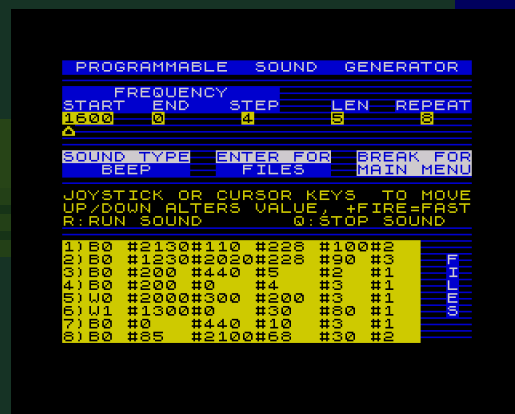 PROGRAMMABLE SOUND GENERATOR
FREQUENCY
START END STEP LEN REPEAT
1600 0 4 5 8
SOUND TYPE ENTER FOR BREAK FOR
BEEP FILES MAIN MENU
JOYSTICK OR CURSOR KEYS TO MOVE
UP/DOWN ALTERS VALUE, +FIRE=FAST
R:RUN SOUND Q:STOP SOUND
1) B0 #2130#110 #228 #100#2
2) B0 #1230#2020#228 #90 #3
3) B0 #200 #440 #5 #2 #1
4) B0 #200 #0 #4 #3 #1
5) W0 #2000#300 #200 #3 #1
6) W1 #1300#0 #30 #80 #1
7) B0 #0 #440 #10 #3 #1
8) B0 #85 #2100#68 #30 #2
FILES